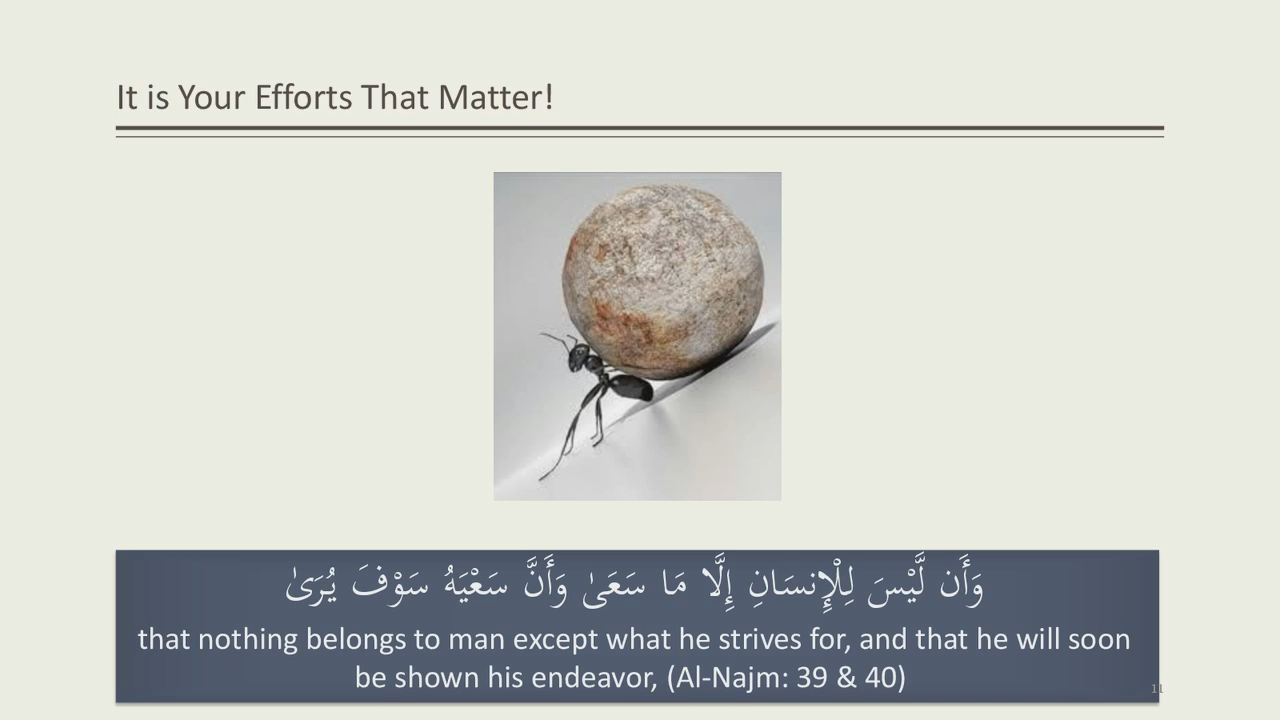 It is Your Efforts That Matter!
وَأَن لَّيْسَ لِلْإِنسَانِ إِلَّا مَا سَعَىٰ وَأَنَّ سَعْيَهُ سَوْفَ يُرَىٰ
that nothing belongs to man except what he strives for, and that he will soon
be shown his endeavor, (Al-Najm: 39 & 40)
11